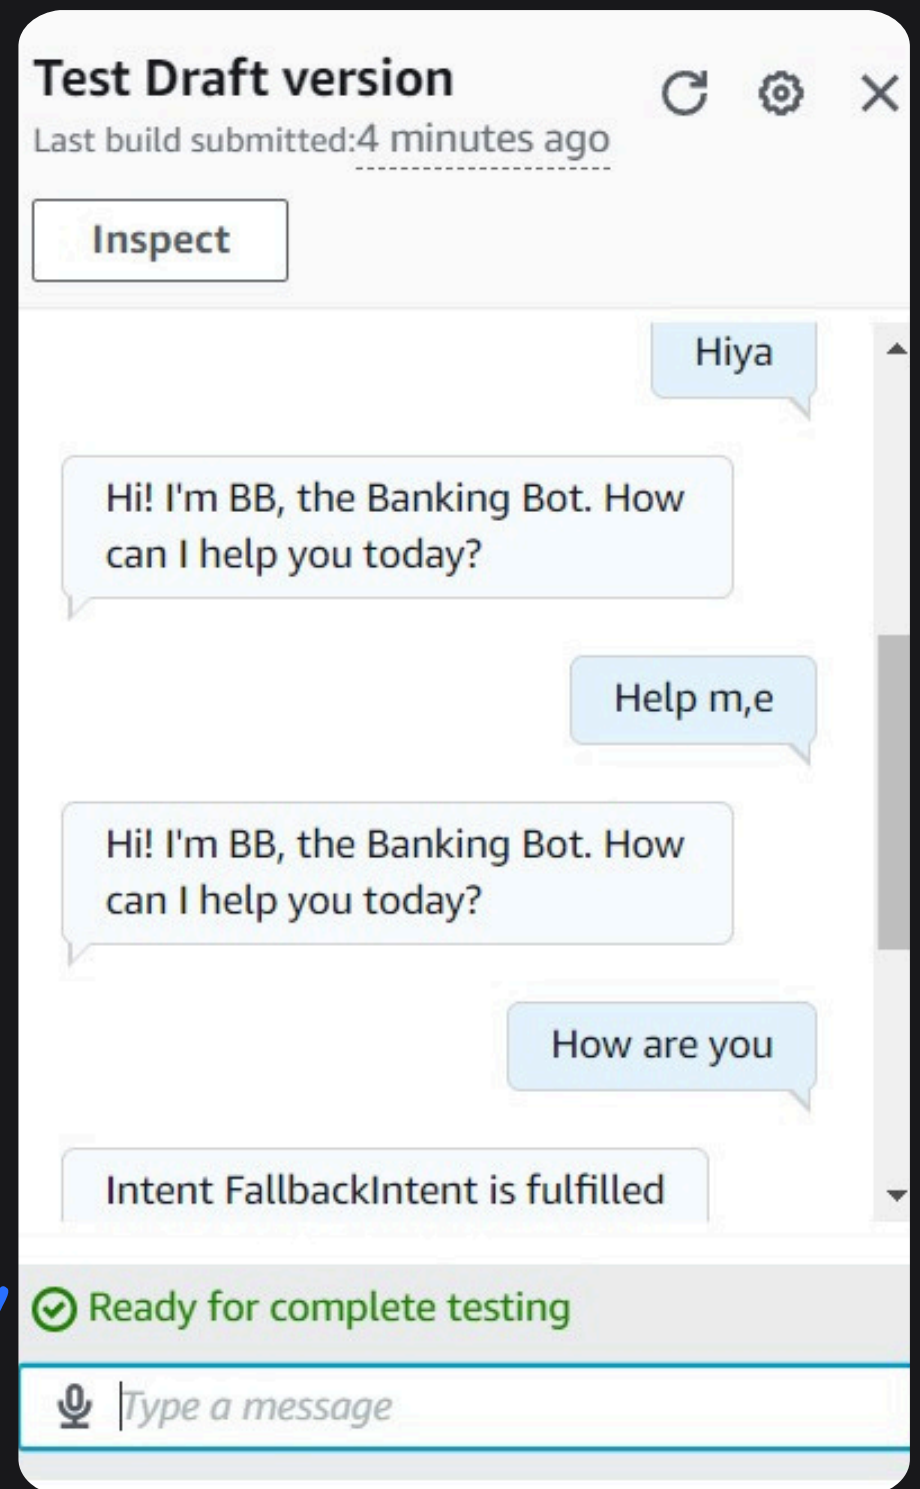 Test Draft version
Last build submitted:4 minutes ago
Inspect
Hiya
Hi! I'm BB, the Banking Bot. How
can I help you today?
Help m,e
Hi! I'm BB, the Banking Bot. How
can I help you today?
How are you
Intent FallbackIntent is fulfilled
Ready for complete testing
Type a message